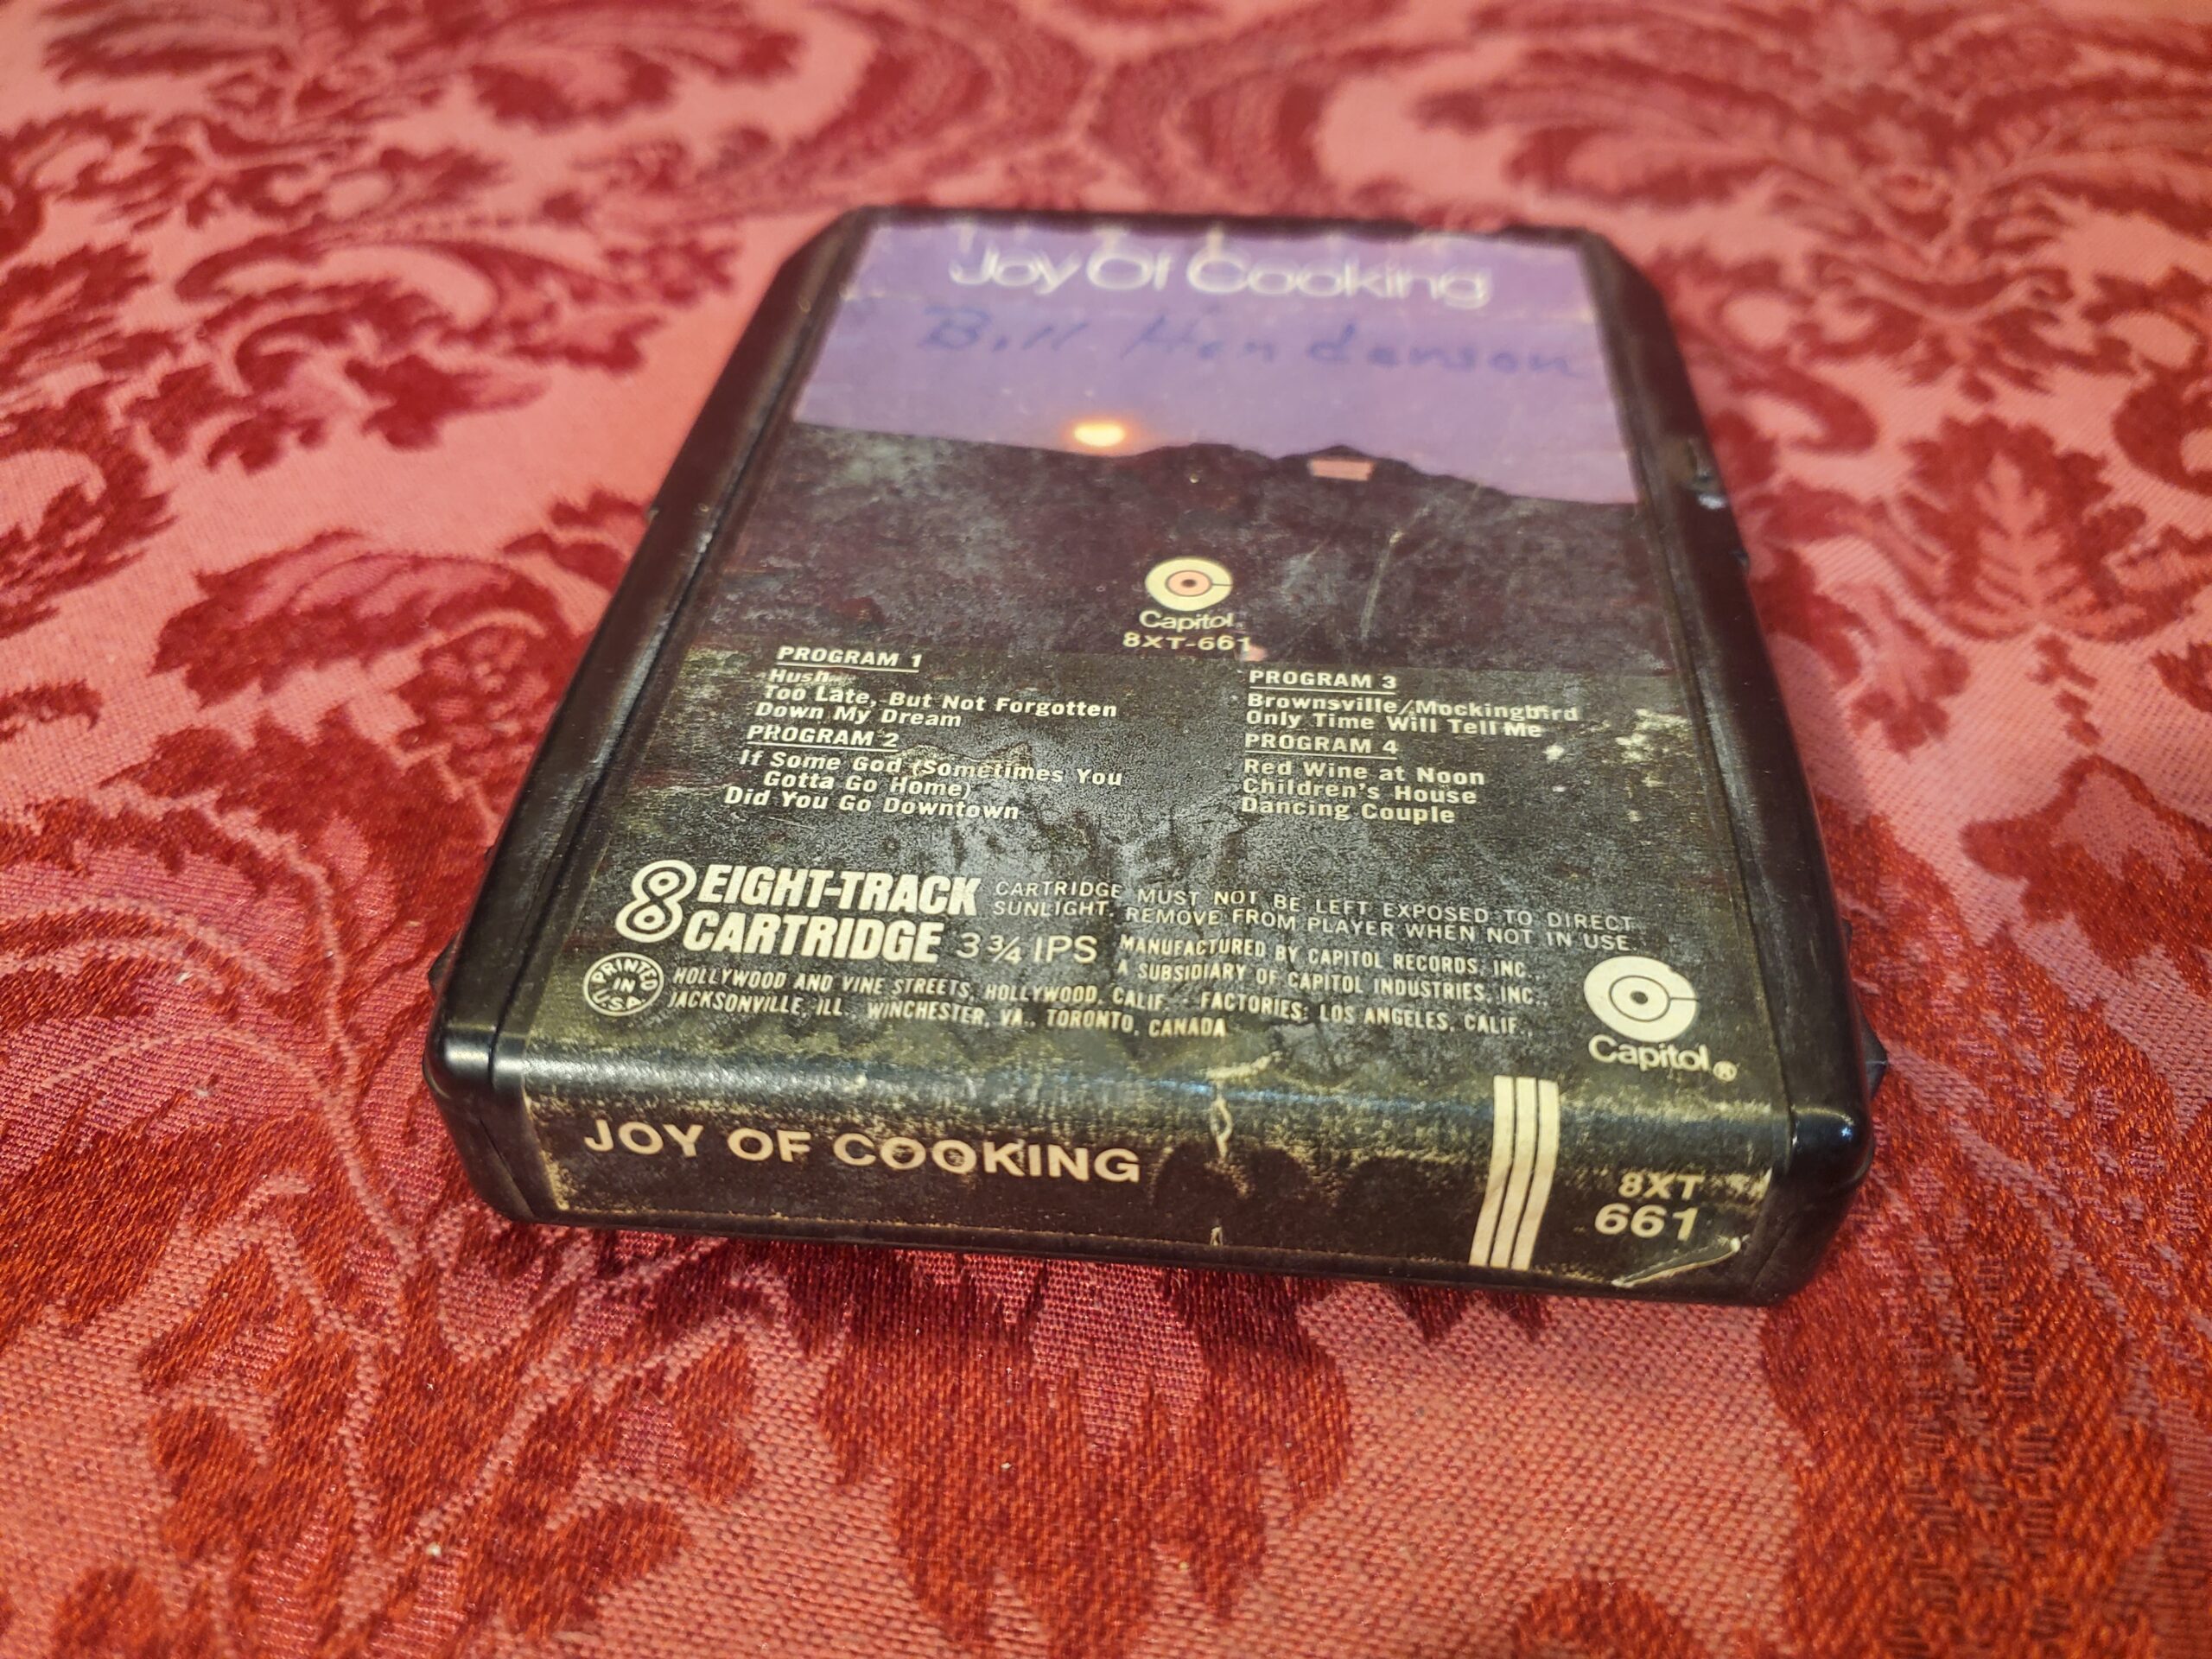 Joy Of Cooking
Bill Henderson
Capitol®
8XT-661
PROGRAM 1
Hush
Too Late, But Not Forgotten
Down My Dream
PROGRAM 2
If Some God (Sometimes You
Gotta Go Home)
Did You Go Downtown
PROGRAM 3
Brownsville/Mockingbird
Only Time Will Tell Me
PROGRAM 4
Red Wine at Noon
Children's House
Dancing Couple
8 EIGHT-TRACK
CARTRIDGE 3¾ IPS
CARTRIDGE MUST NOT BE LEFT EXPOSED TO DIRECT
SUNLIGHT. REMOVE FROM PLAYER WHEN NOT IN USE.
MANUFACTURED BY CAPITOL RECORDS, INC.,
A SUBSIDIARY OF CAPITOL INDUSTRIES, INC.,
PRINTED
IN
U.S.A.
HOLLYWOOD AND VINE STREETS, HOLLYWOOD, CALIF. · FACTORIES: LOS ANGELES, CALIF.,
JACKSONVILLE, ILL., WINCHESTER, VA., TORONTO, CANADA
Capitol®
JOY OF COOKING
8XT
661